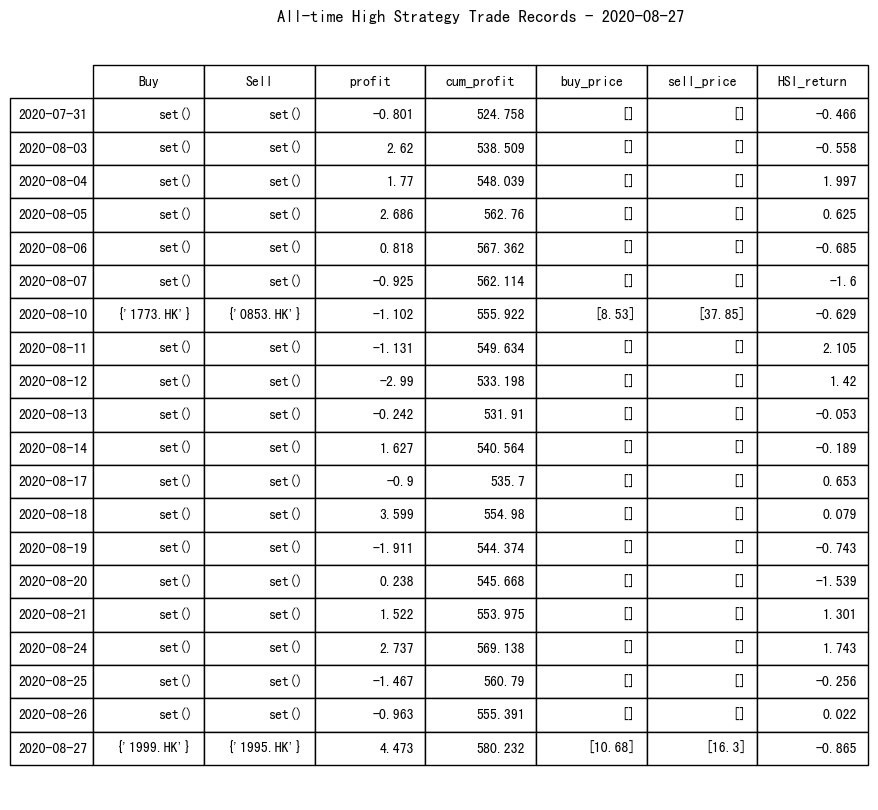 All-time High Strategy Trade Records - 2020-08-27
Buy Sell profit cum_profit buy_price sell_price HSI_return
2020-07-31 set() set() -0.801 524.758 [] [] -0.466
2020-08-03 set() set() 2.62 538.509 [] [] -0.558
2020-08-04 set() set() 1.77 548.039 [] [] 1.997
2020-08-05 set() set() 2.686 562.76 [] [] 0.625
2020-08-06 set() set() 0.818 567.362 [] [] -0.685
2020-08-07 set() set() -0.925 562.114 [] [] -1.6
2020-08-10 {'1773.HK'} {'0853.HK'} -1.102 555.922 [8.53] [37.85] -0.629
2020-08-11 set() set() -1.131 549.634 [] [] 2.105
2020-08-12 set() set() -2.99 533.198 [] [] 1.42
2020-08-13 set() set() -0.242 531.91 [] [] -0.053
2020-08-14 set() set() 1.627 540.564 [] [] -0.189
2020-08-17 set() set() -0.9 535.7 [] [] 0.653
2020-08-18 set() set() 3.599 554.98 [] [] 0.079
2020-08-19 set() set() -1.911 544.374 [] [] -0.743
2020-08-20 set() set() 0.238 545.668 [] [] -1.539
2020-08-21 set() set() 1.522 553.975 [] [] 1.301
2020-08-24 set() set() 2.737 569.138 [] [] 1.743
2020-08-25 set() set() -1.467 560.79 [] [] -0.256
2020-08-26 set() set() -0.963 555.391 [] [] 0.022
2020-08-27 {'1999.HK'} {'1995.HK'} 4.473 580.232 [10.68] [16.3] -0.865